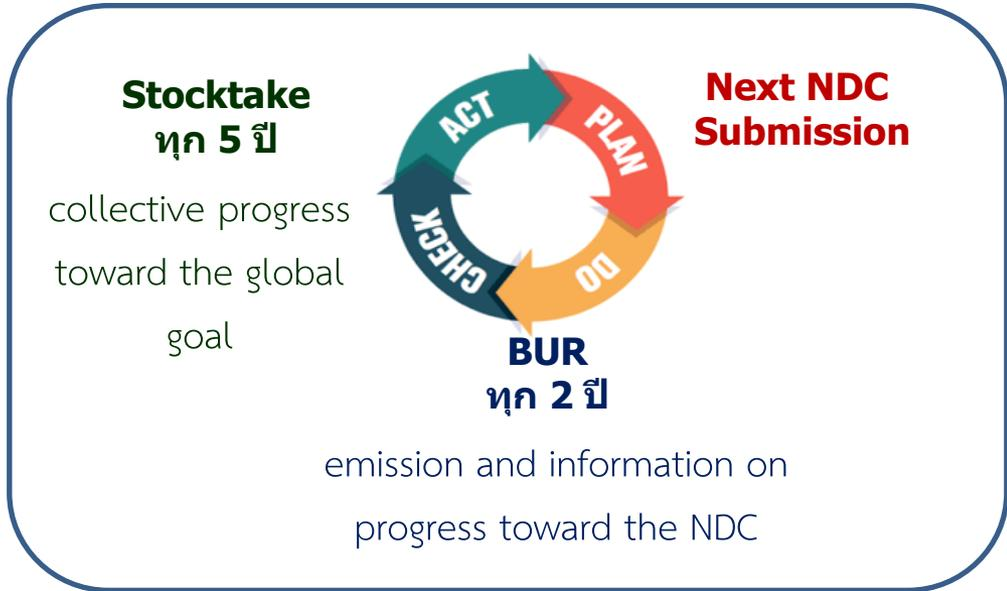 Stocktake
ทุก 5 ปี
collective progress
toward the global
goal
ACT
PLAN
DO
CHECK
Next NDC
Submission
BUR
ทุก 2 ปี
emission and information on
progress toward the NDC